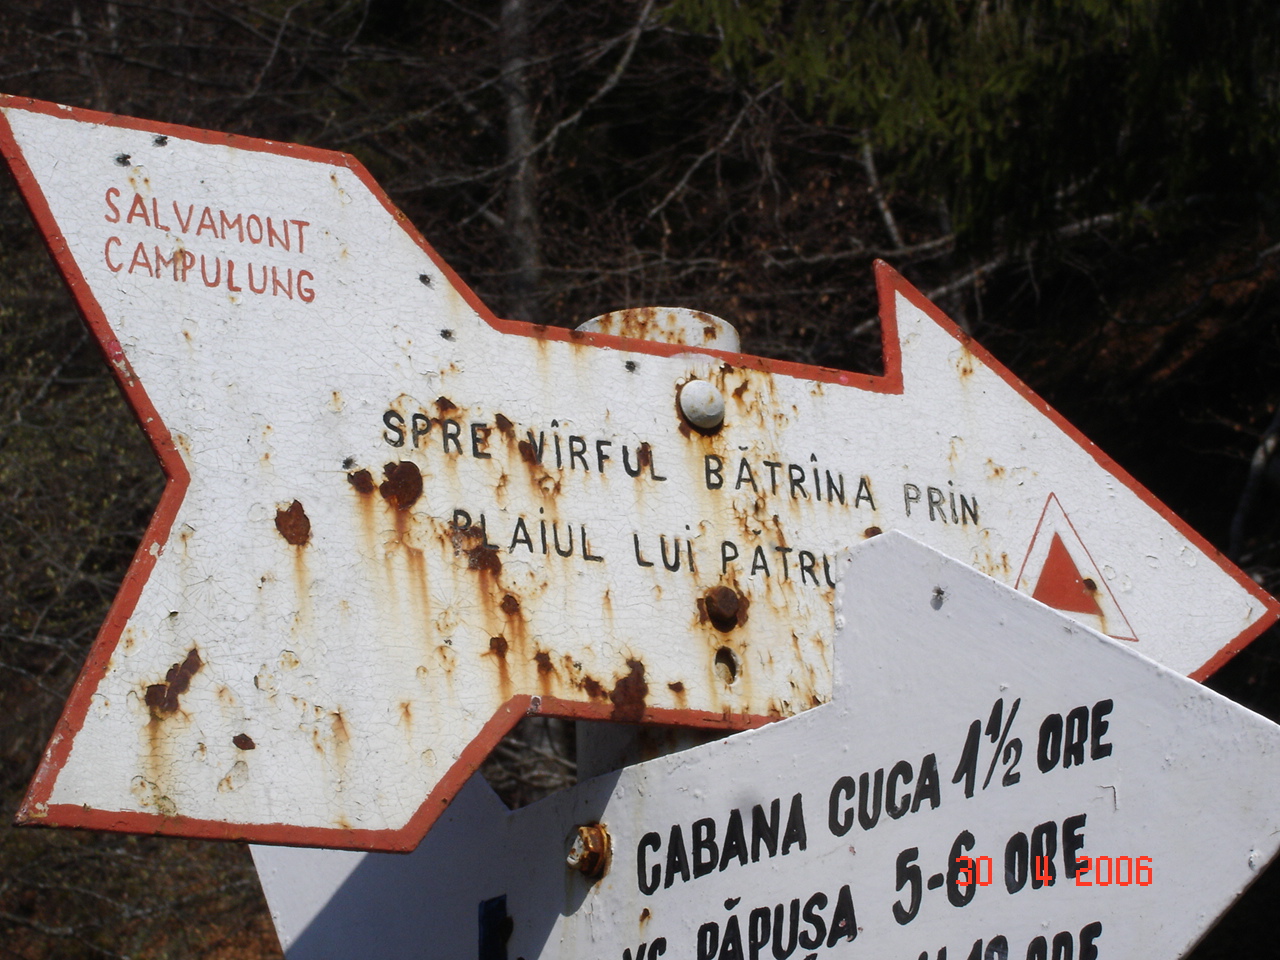 SALVAMONT
CAMPULUNG
SPRE VÎRFUL BĂTRÎNA PRIN
PLAIUL LUI PĂTRU
CABANA CUCA 1½ ORE
PĂPUSA 5-6 ORE
ORE
30 4 2006